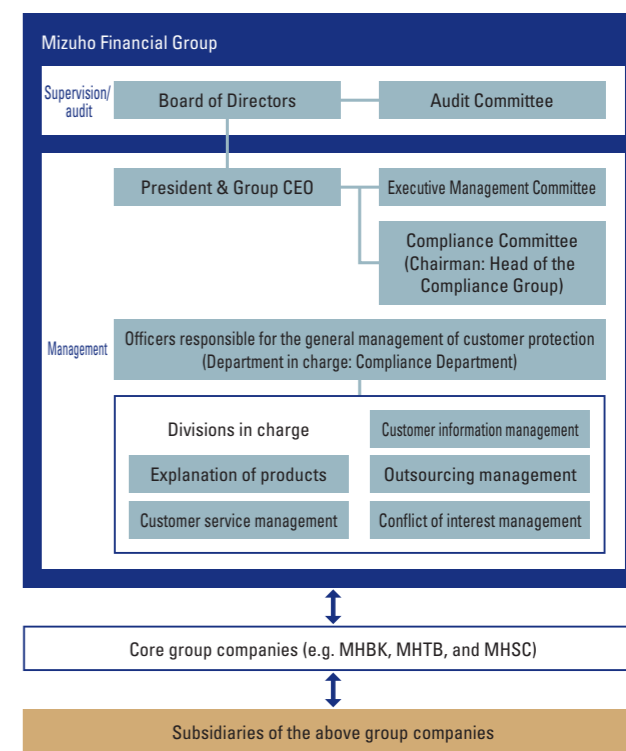 Mizuho Financial Group
Supervision/
audit
Board of Directors
Audit Committee
President & Group CEO
Executive Management Committee
Compliance Committee
(Chairman: Head of the
Compliance Group)
Management
Officers responsible for the general management of customer protection
(Department in charge: Compliance Department)
Divisions in charge
Customer information management
Explanation of products
Outsourcing management
Customer service management
Conflict of interest management
Core group companies (e.g. MHBK, MHTB, and MHSC)
Subsidiaries of the above group companies